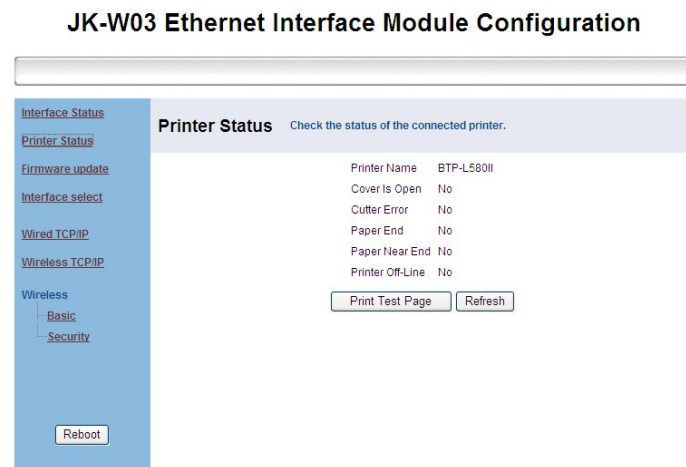 JK-W03 Ethernet Interface Module Configuration
Interface Status
Printer Status
Firmware update
Interface select
Wired TCP/IP
Wireless TCP/IP
Wireless
Basic
Security
Reboot
Printer Status Check the status of the connected printer.
Printer Name BTP-L580II
Cover Is Open No
Cutter Error No
Paper End No
Paper Near End No
Printer Off-Line No
Print Test Page Refresh